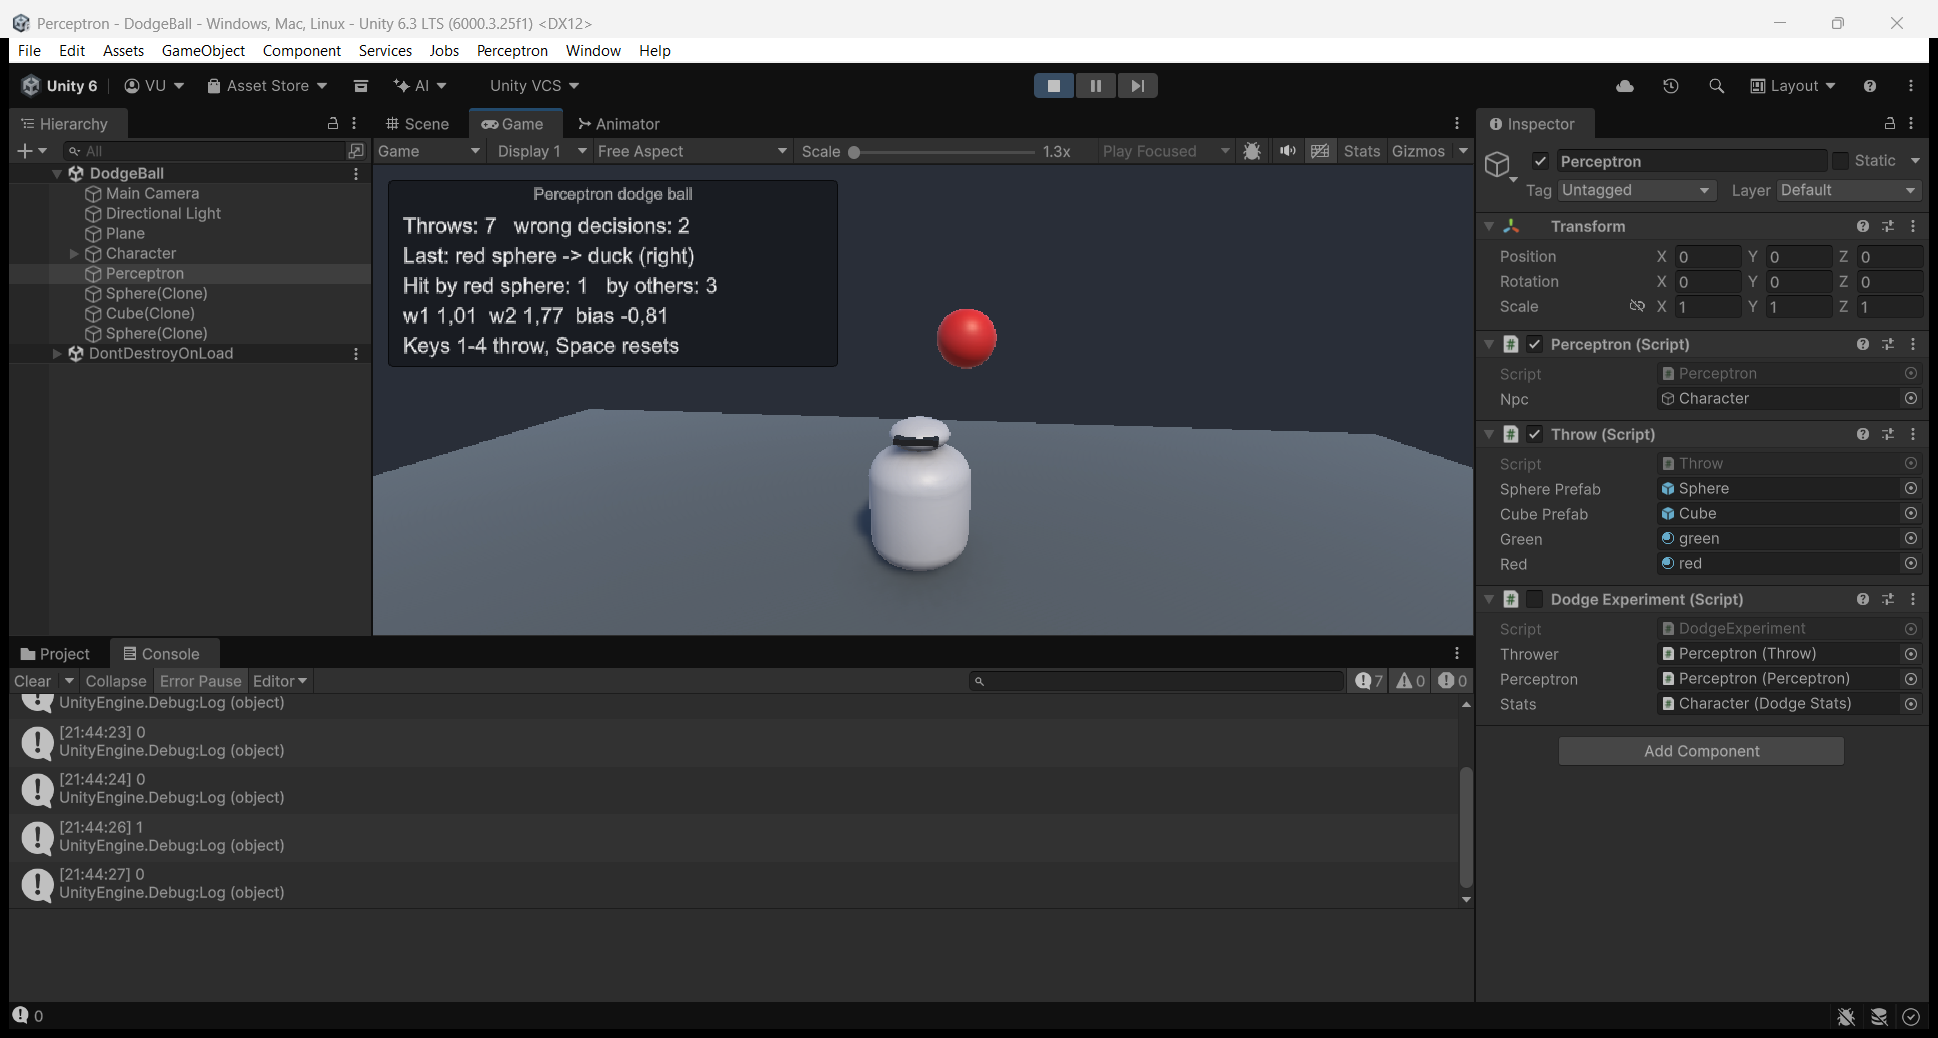 Perceptron - DodgeBall - Windows, Mac, Linux - Unity 6.3 LTS (6000.3.25f1) <DX12>
File Edit Assets GameObject Component Services Jobs Perceptron Window Help
Unity 6 VU Asset Store AI Unity VCS Layout
Hierarchy
All
DodgeBall
Main Camera
Directional Light
Plane
Character
Perceptron
Sphere(Clone)
Cube(Clone)
Sphere(Clone)
DontDestroyOnLoad
Scene Game Animator
Game Display 1 Free Aspect Scale 1.3x Play Focused Stats Gizmos
Perceptron dodge ball
Throws: 7 wrong decisions: 2
Last: red sphere -> duck (right)
Hit by red sphere: 1 by others: 3
w1 1,01 w2 1,77 bias -0,81
Keys 1-4 throw, Space resets
Inspector
Perceptron Static
Tag Untagged Layer Default
Transform
Position X 0 Y 0 Z 0
Rotation X 0 Y 0 Z 0
Scale X 1 Y 1 Z 1
Perceptron (Script)
Script Perceptron
Npc Character
Throw (Script)
Script Throw
Sphere Prefab Sphere
Cube Prefab Cube
Green green
Red red
Dodge Experiment (Script)
Script DodgeExperiment
Thrower Perceptron (Throw)
Perceptron Perceptron (Perceptron)
Stats Character (Dodge Stats)
Add Component
Project Console
Clear Collapse Error Pause Editor 7 0 0
UnityEngine.Debug:Log (object)
[21:44:23] 0
UnityEngine.Debug:Log (object)
[21:44:24] 0
UnityEngine.Debug:Log (object)
[21:44:26] 1
UnityEngine.Debug:Log (object)
[21:44:27] 0
UnityEngine.Debug:Log (object)
0